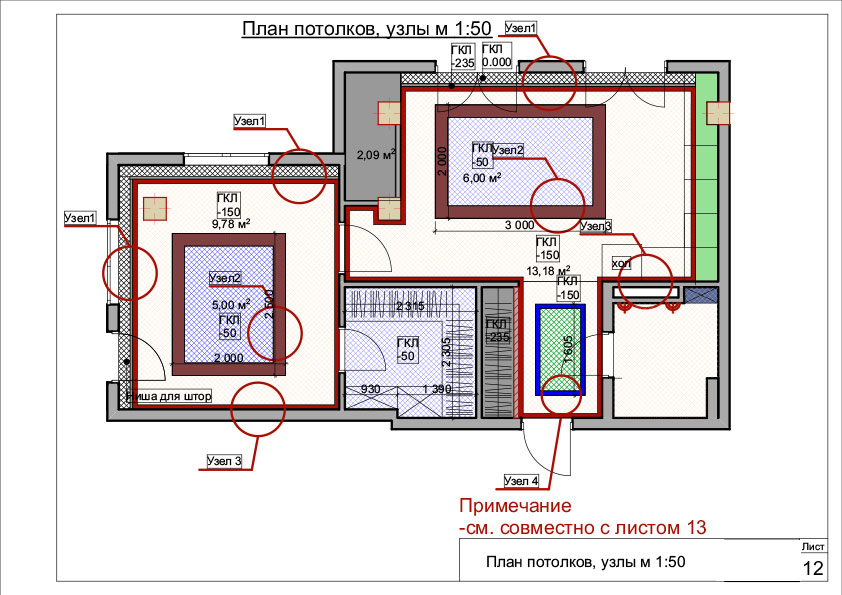 План потолков, узлы м 1:50
Узел1
ГКЛ
-235
ГКЛ
0.000
Узел1
2,09 м²
2 000
ГКЛ
-50
Узел2
6,00 м²
ГКЛ
-150
9,78 м²
Узел1
3 000
Узел3
ГКЛ
-150
13,18 м²
хол
Узел2
ГКЛ
-150
5,00 м²
2 500
ГКЛ
-50
2 315
ГКЛ
-235
ГКЛ
-50
2 305
1 605
2 000
930
1 390
Ниша для штор
Узел 3
Узел 4
Примечание
-см. совместно с листом 13
План потолков, узлы м 1:50
Лист
12